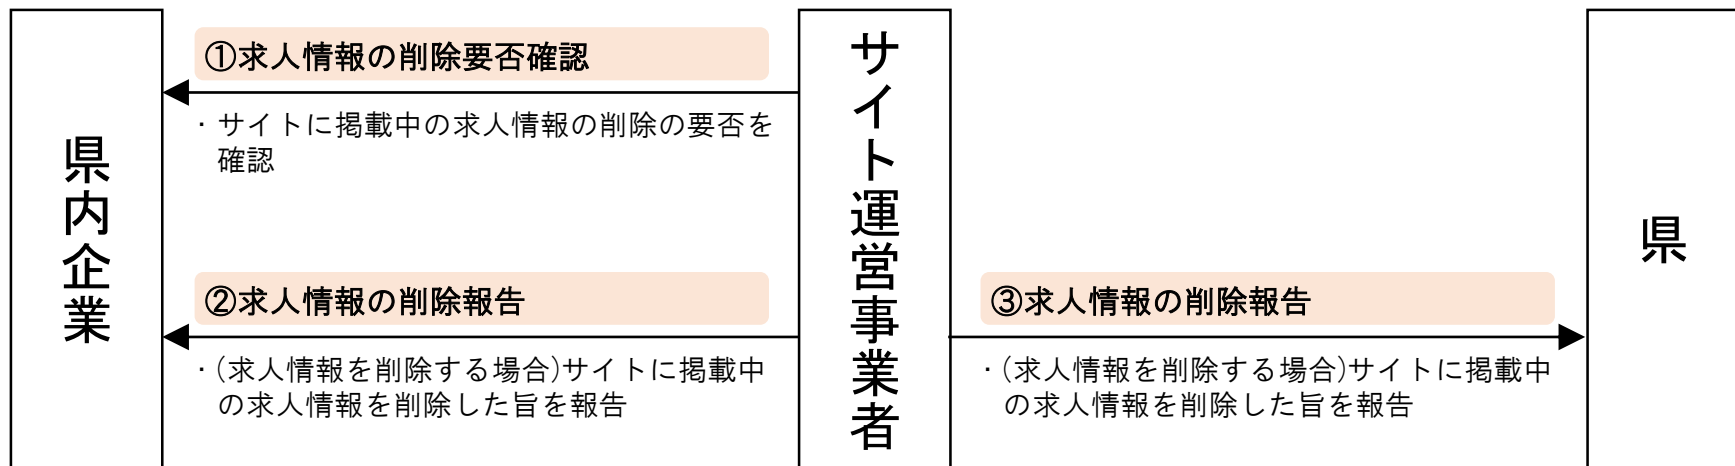 県内企業
①求人情報の削除要否確認
・サイトに掲載中の求人情報の削除の要否を
確認
②求人情報の削除報告
・(求人情報を削除する場合)サイトに掲載中
の求人情報を削除した旨を報告
サイト運営事業者
③求人情報の削除報告
・(求人情報を削除する場合)サイトに掲載中
の求人情報を削除した旨を報告
県